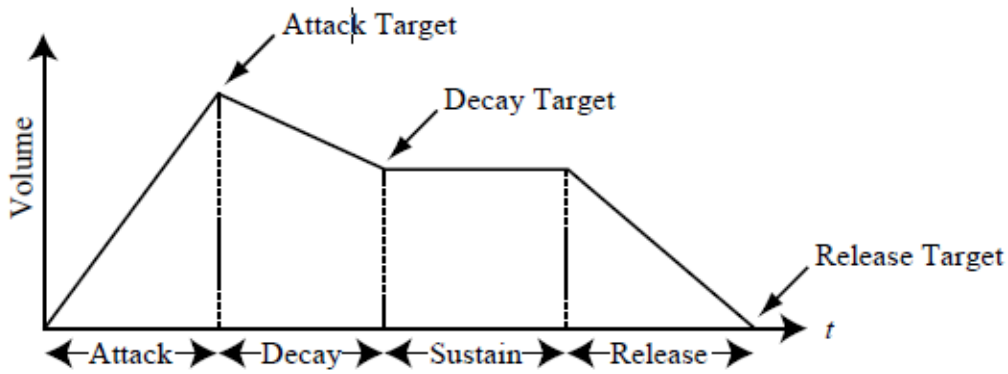 Attack Target
Decay Target
Volume
Release Target
t
Attack Decay Sustain Release